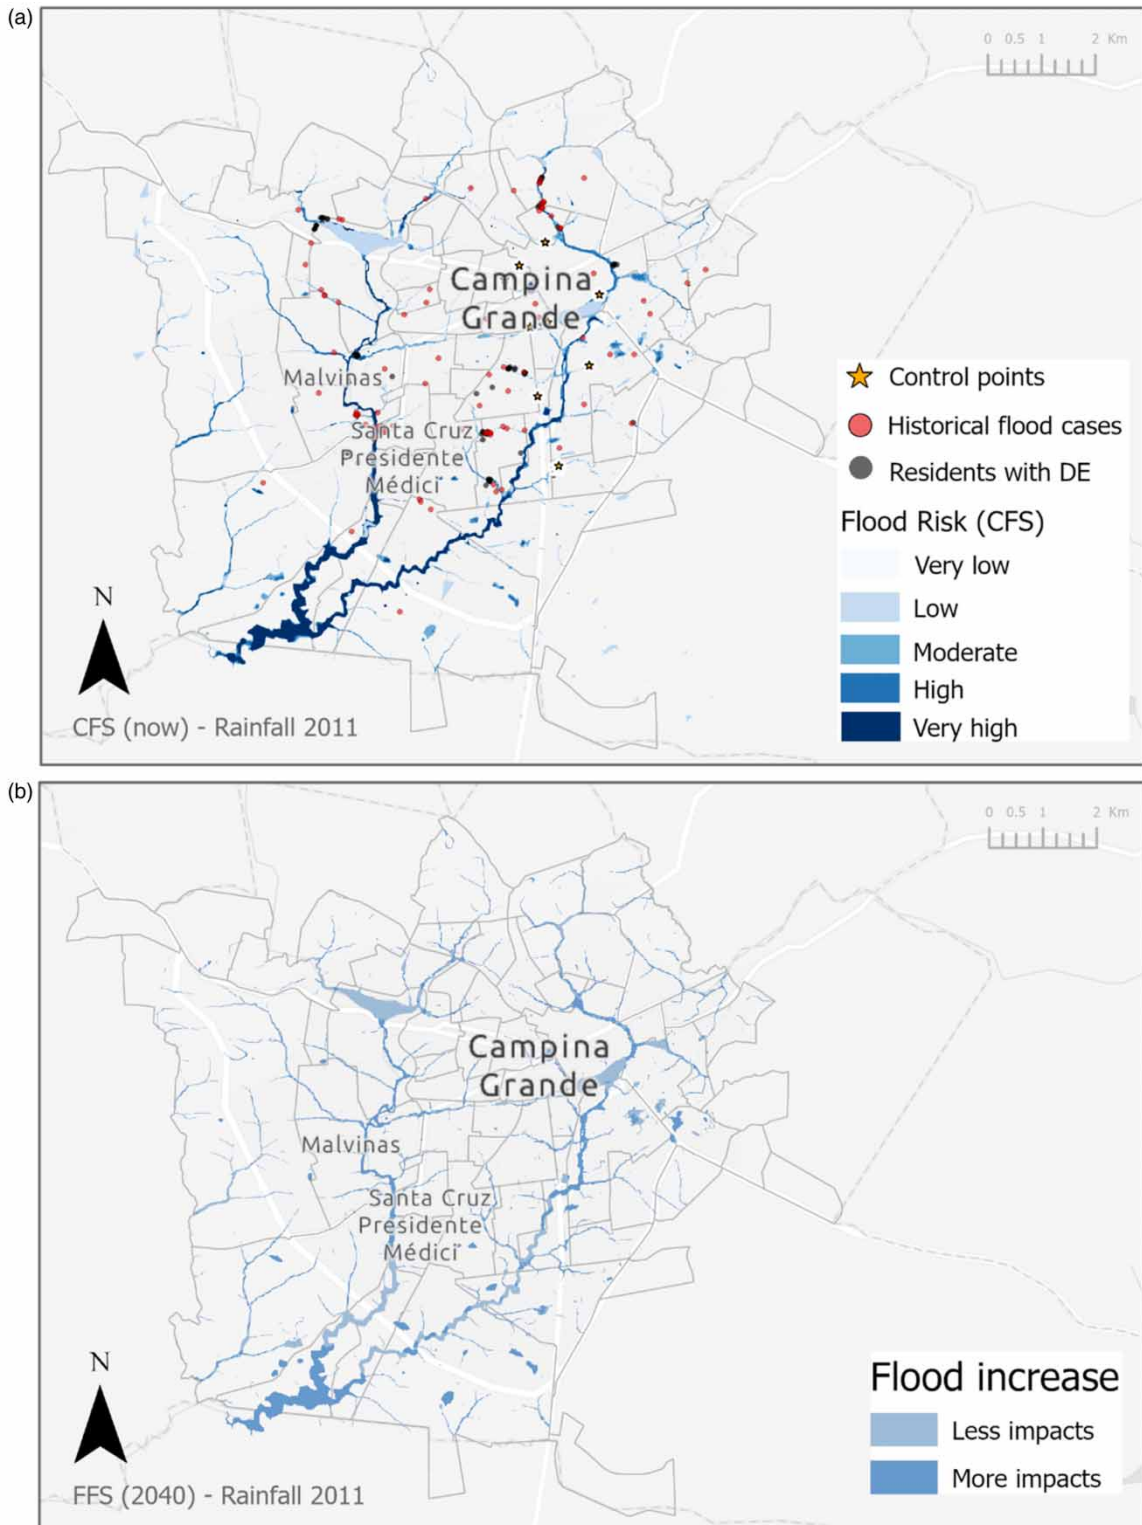 (a)
0 0.5 1 2 Km
Campina
Grande
Malvinas
Santa Cruz
Presidente
Médici
Control points
Historical flood cases
Residents with DE
Flood Risk (CFS)
Very low
Low
Moderate
High
Very high
N
CFS (now) - Rainfall 2011
(b)
0 0.5 1 2 Km
Campina
Grande
Malvinas
Santa Cruz
Presidente
Médici
Flood increase
Less impacts
More impacts
N
FFS (2040) - Rainfall 2011